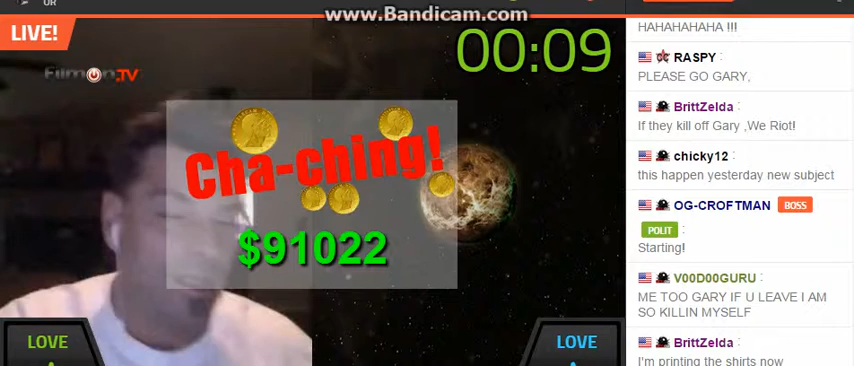 UR
www.Bandicam.com
LIVE!
FilmOn.TV
00:09
Cha-ching!
$91022
LOVE
LOVE
HAHAHAHAHA !!!
RASPY :
PLEASE GO GARY,
BrittZelda :
If they kill off Gary ,We Riot!
chicky12 :
this happen yesterday new subject
OG-CROFTMAN BOSS
POLIT :
Starting!
V00D00GURU :
ME TOO GARY IF U LEAVE I AM
SO KILLIN MYSELF
BrittZelda :
I'm printing the shirts now